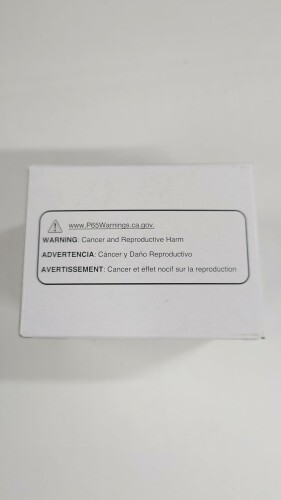 www.P65Warnings.ca.gov.
WARNING: Cancer and Reproductive Harm
ADVERTENCIA: Cáncer y Daño Reproductivo
AVERTISSEMENT: Cancer et effet nocif sur la reproduction